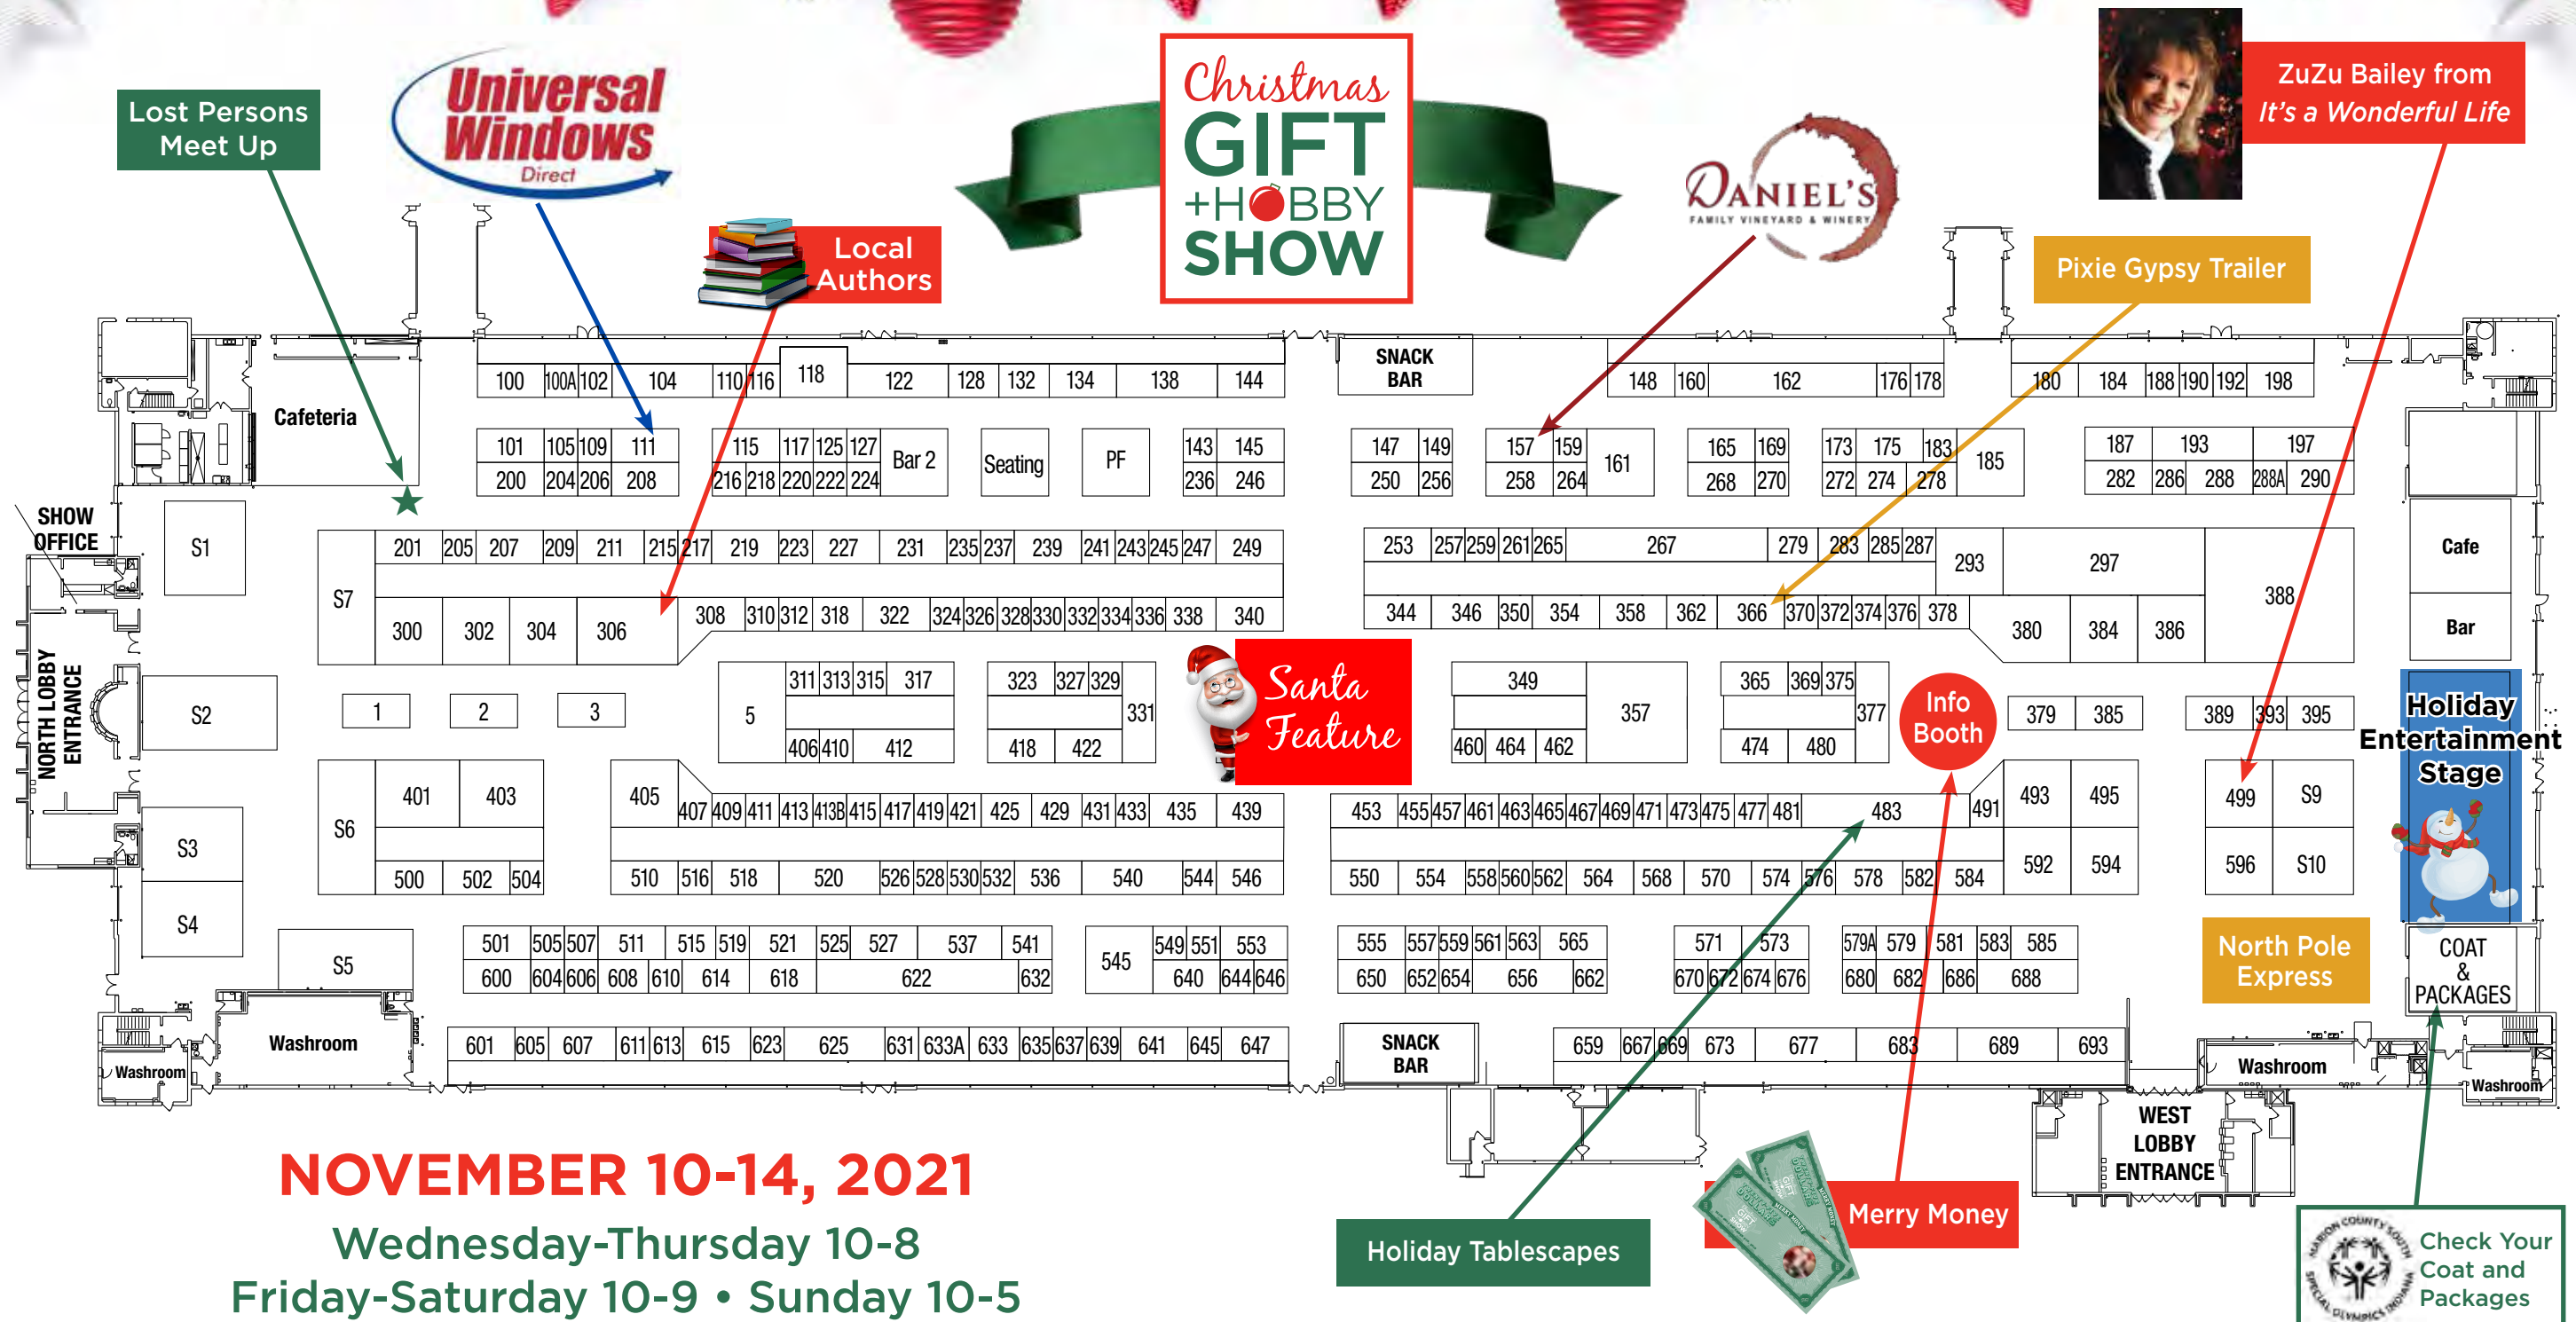 Lost Persons
Meet Up
Universal
Windows
Direct
Local
Authors
Christmas
GIFT
+HOBBY
SHOW
DANIEL'S
FAMILY VINEYARD & WINERY
ZuZu Bailey from
It's a Wonderful Life
Pixie Gypsy Trailer
Cafeteria
100 100A 102 104 110 116 118 122 128 132 134 138 144
SNACK
BAR
148 160 162 176 178 180 184 188 190 192 198
101 105 109 111 115 117 125 127 Bar 2 Seating PF 143 145 147 149 157 159 161 165 169 173 175 183 185 187 193 197
200 204 206 208 216 218 220 222 224 236 246 250 256 258 264 268 270 272 274 278 282 286 288 288A 290
SHOW
OFFICE
S1
S7
201 205 207 209 211 215 217 219 223 227 231 235 237 239 241 243 245 247 249 253 257 259 261 265 267 279 283 285 287 293 297 388
Cafe
300 302 304 306 308 310 312 318 322 324 326 328 330 332 334 336 338 340 344 346 350 354 358 362 366 370 372 374 376 378 380 384 386
Bar
NORTH LOBBY
ENTRANCE
S2
1 2 3 5
311 313 315 317 323 327 329 331
406 410 412 418 422
Santa
Feature
349 357 365 369 375 377
460 464 462 474 480
Info
Booth
379 385 389 393 395
Holiday
Entertainment
Stage
S3
S4
S6
401 403 405 407 409 411 413 413B 415 417 419 421 425 429 431 433 435 439 453 455 457 461 463 465 467 469 471 473 475 477 481 483 491 493 495 499 S9
500 502 504 510 516 518 520 526 528 530 532 536 540 544 546 550 554 558 560 562 564 568 570 574 576 578 582 584 592 594 596 S10
S5
501 505 507 511 515 519 521 525 527 537 541 545 549 551 553 555 557 559 561 563 565 571 573 579A 579 581 583 585
600 604 606 608 610 614 618 622 632 640 644 646 650 652 654 656 662 670 672 674 676 680 682 686 688
North Pole
Express
COAT
&
PACKAGES
Washroom
Washroom
601 605 607 611 613 615 623 625 631 633A 633 635 637 639 641 645 647
SNACK
BAR
659 667 669 673 677 683 689 693
Washroom
Washroom
WEST
LOBBY
ENTRANCE
NOVEMBER 10-14, 2021
Wednesday-Thursday 10-8
Friday-Saturday 10-9 • Sunday 10-5
Holiday Tablescapes
Merry Money
MARION COUNTY SOUTH
SPECIAL OLYMPICS INDIANA
Check Your
Coat and
Packages